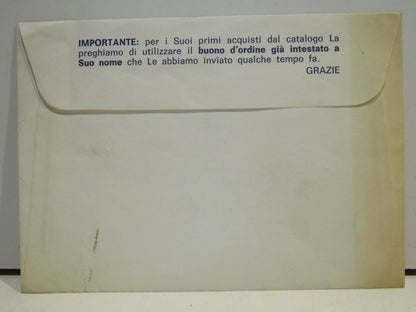 IMPORTANTE: per i Suoi primi acquisti dal catalogo La
preghiamo di utilizzare il buono d'ordine già intestato a
Suo nome che Le abbiamo inviato qualche tempo fa.
GRAZIE